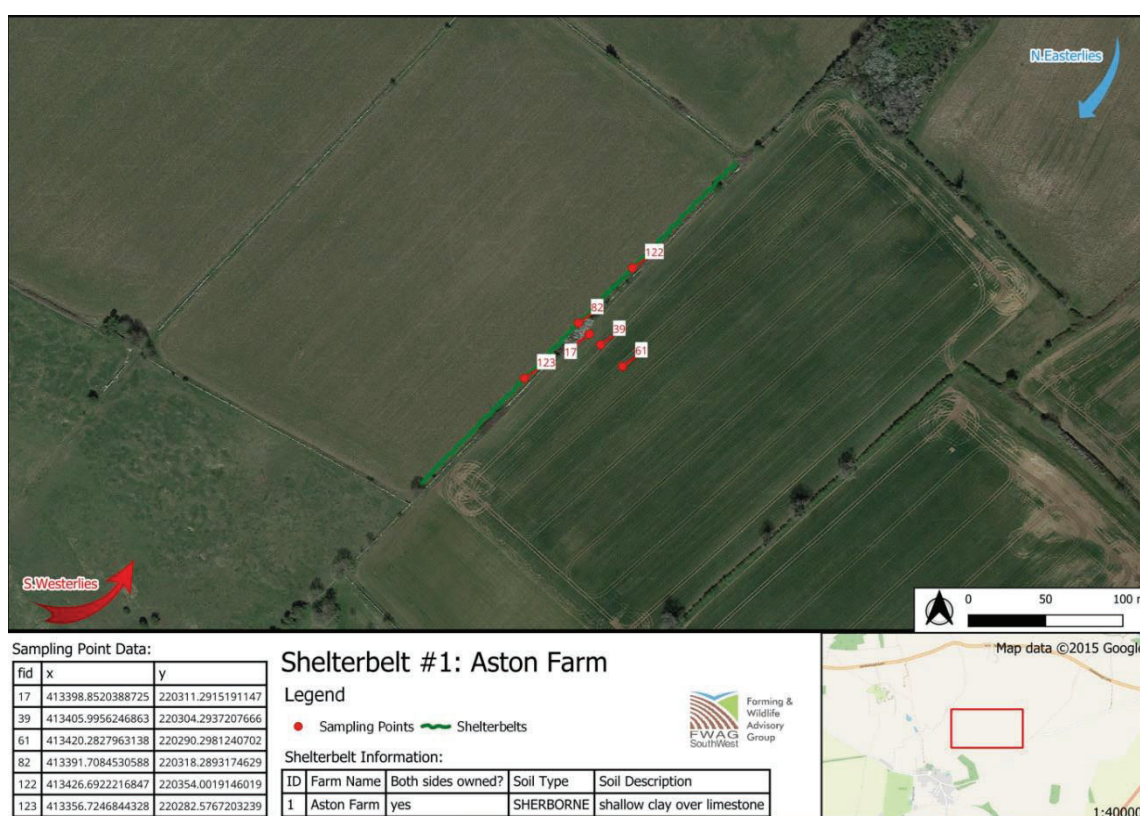 N.Easterlies
122
82
39
17
61
123
S.Westerlies
0 50 100 m
Sampling Point Data:
fid x y
17 413398.8520388725 220311.2915191147
39 413405.9956246863 220304.2937207666
61 413420.2827963138 220290.2981240702
82 413391.7084530588 220318.2893174629
122 413426.6922216847 220354.0019146019
123 413356.7246844328 220282.5767203239
Shelterbelt #1: Aston Farm
Legend
Sampling Points Shelterbelts
FWAG
SouthWest
Farming &
Wildlife
Advisory
Group
Shelterbelt Information:
ID Farm Name Both sides owned? Soil Type Soil Description
1 Aston Farm yes SHERBORNE shallow clay over limestone
Map data ©2015 Google
1:40000